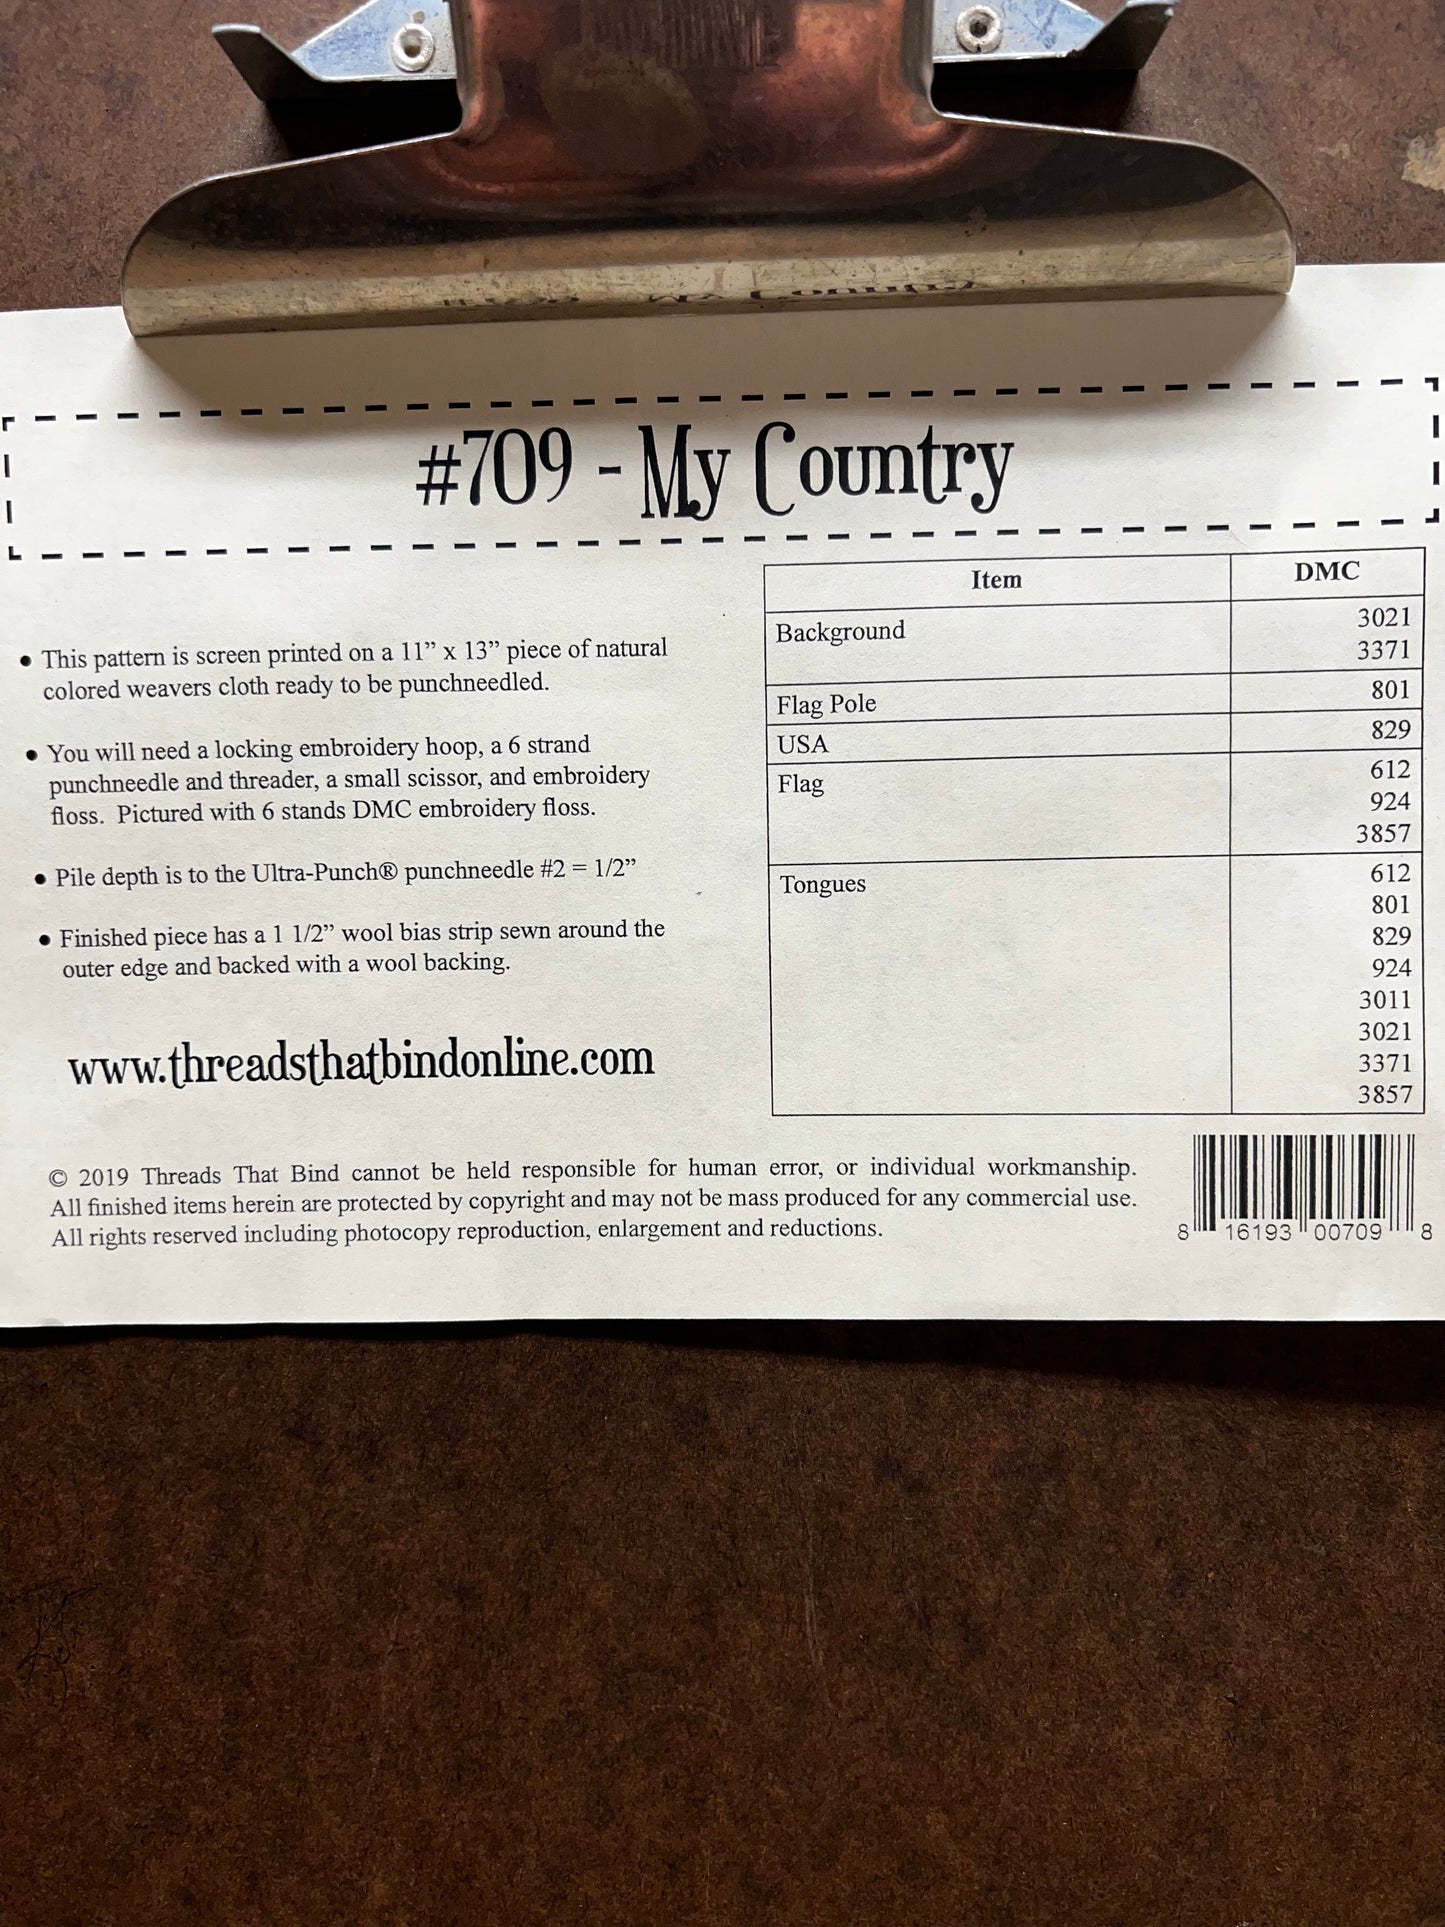 #709 - My Country
• This pattern is screen printed on a 11” x 13” piece of natural
colored weavers cloth ready to be punchneedled.
• You will need a locking embroidery hoop, a 6 strand
punchneedle and threader, a small scissor, and embroidery
floss.  Pictured with 6 stands DMC embroidery floss.
• Pile depth is to the Ultra-Punch® punchneedle #2 = 1/2”
• Finished piece has a 1 1/2” wool bias strip sewn around the
outer edge and backed with a wool backing.
www.threadsthatbindonline.com
Item DMC
Background 3021
3371
Flag Pole 801
USA 829
Flag 612
924
3857
Tongues 612
801
829
924
3011
3021
3371
3857
© 2019 Threads That Bind cannot be held responsible for human error, or individual workmanship.
All finished items herein are protected by copyright and may not be mass produced for any commercial use.
All rights reserved including photocopy reproduction, enlargement and reductions.
8 16193 00709 8